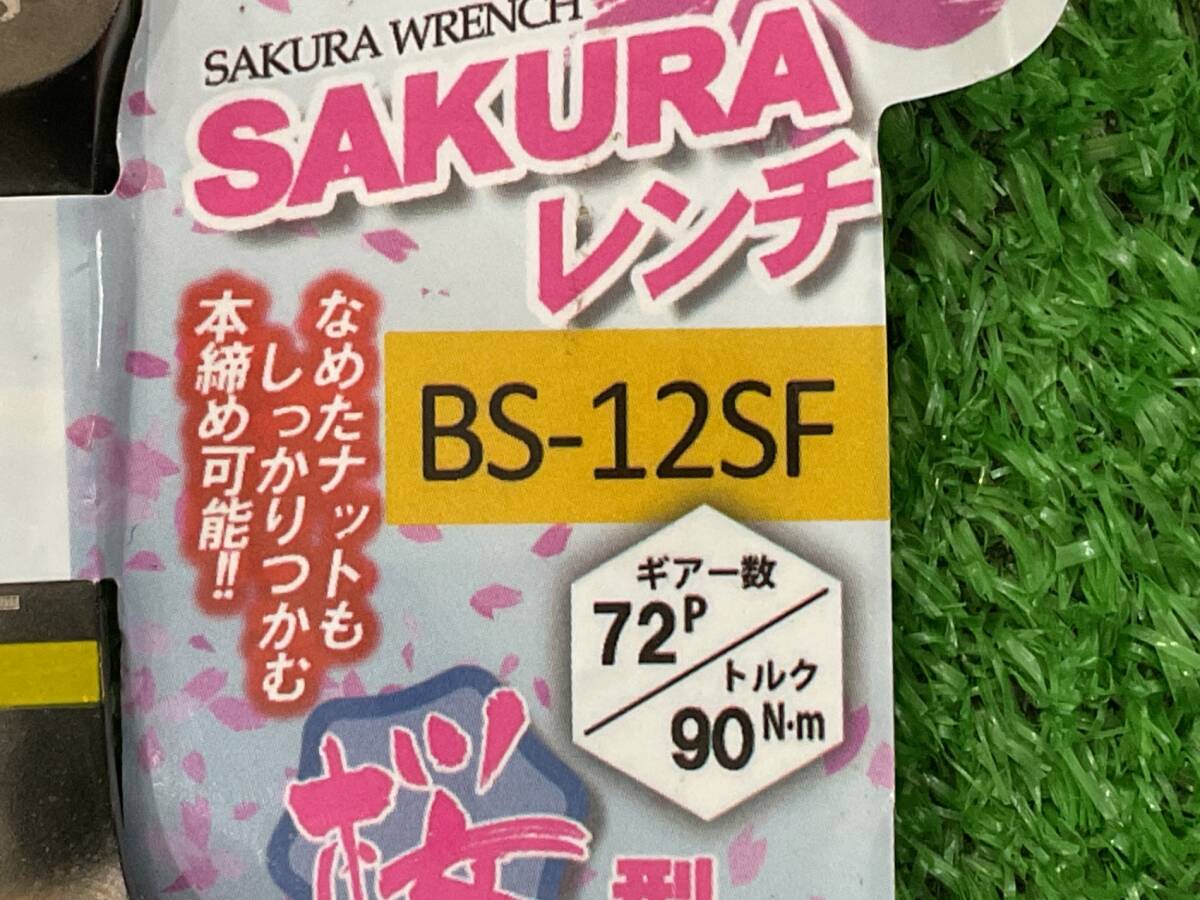 SAKURA WRENCH
SAKURA
レンチ
なめたナットも
しっかりつかむ
本締め可能!!
BS-12SF
ギアー数
72P
トルク
90N·m
桜
型